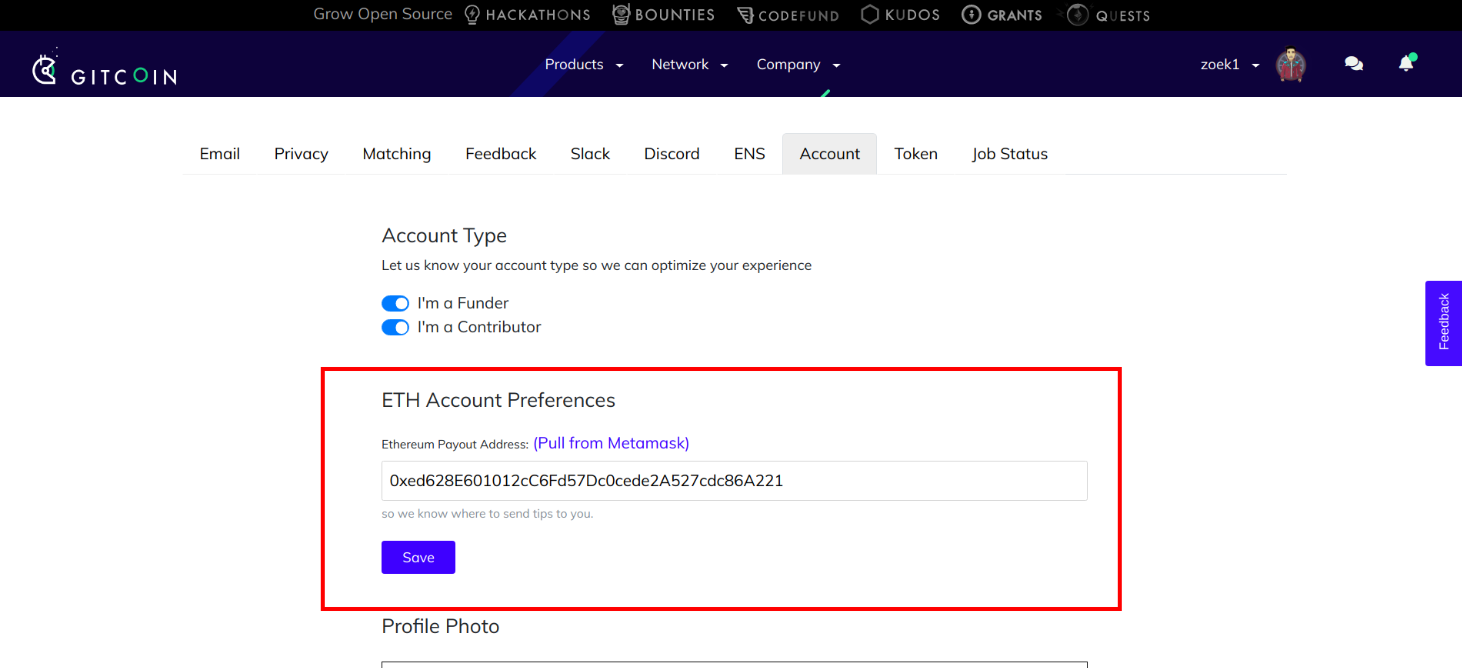 Grow Open Source HACKATHONS BOUNTIES CODEFUND KUDOS GRANTS QUESTS
GITCOIN Products Network Company zoek1
Email Privacy Matching Feedback Slack Discord ENS Account Token Job Status
Account Type
Let us know your account type so we can optimize your experience
I'm a Funder
I'm a Contributor
Feedback
ETH Account Preferences
Ethereum Payout Address: (Pull from Metamask)
0xed628E601012cC6Fd57Dc0cede2A527cdc86A221
so we know where to send tips to you.
Save
Profile Photo